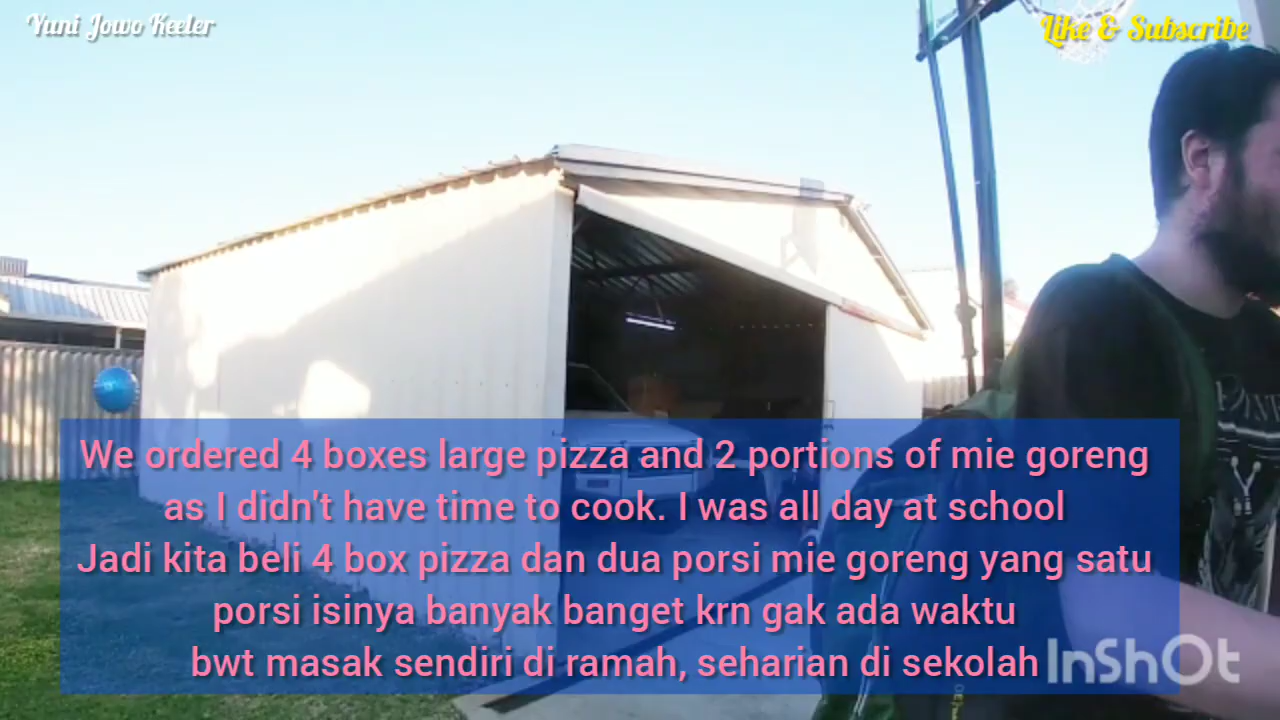 Yuni Jowo Keeler
Like & Subscribe
We ordered 4 boxes large pizza and 2 portions of mie goreng
as I didn't have time to cook. I was all day at school
Jadi kita beli 4 box pizza dan dua porsi mie goreng yang satu
porsi isinya banyak banget krn gak ada waktu
bwt masak sendiri di ramah, seharian di sekolah
InShOt